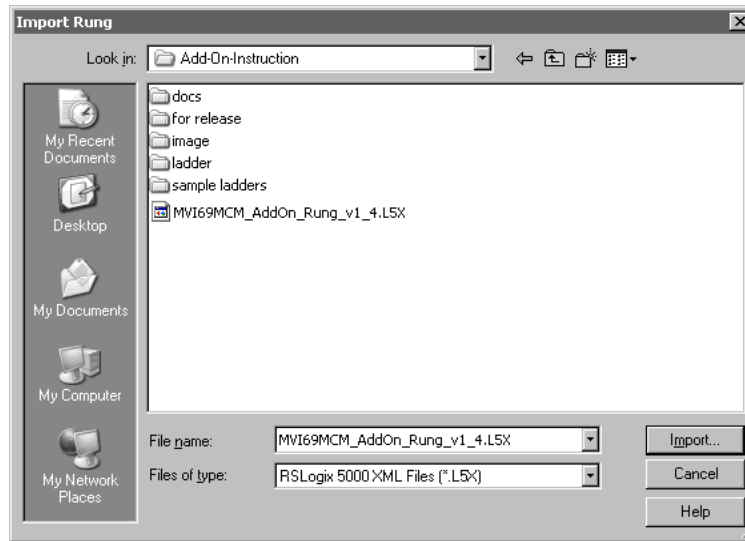 Import Rung
Look in:
Add-On-Instruction
My Recent
Documents
Desktop
My Documents
My Computer
My Network
Places
docs
for release
image
ladder
sample ladders
MVI69MCM_AddOn_Rung_v1_4.L5X
File name:
MVI69MCM_AddOn_Rung_v1_4.L5X
Import...
Files of type:
RSLogix 5000 XML Files (*.L5X)
Cancel
Help